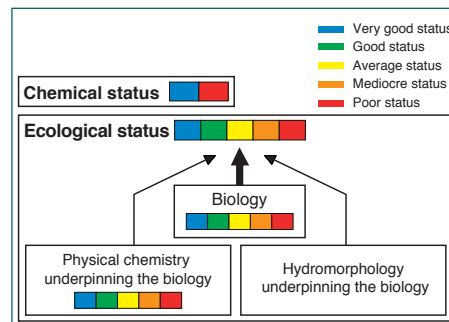 Very good status
Good status
Average status
Mediocre status
Poor status
Chemical status
Ecological status
Biology
Physical chemistry
underpinning the biology
Hydromorphology
underpinning the biology